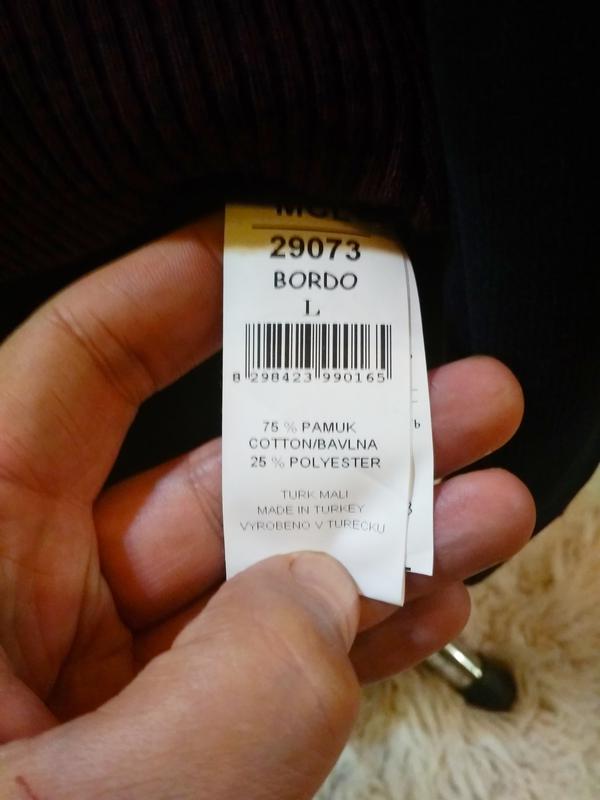 29073
BORDO
L
8 298423 990165
75 % PAMUK
COTTON/BAVLNA
25 % POLYESTER
TURK MALI
MADE IN TURKEY
VYROBENO V TURECKU
b